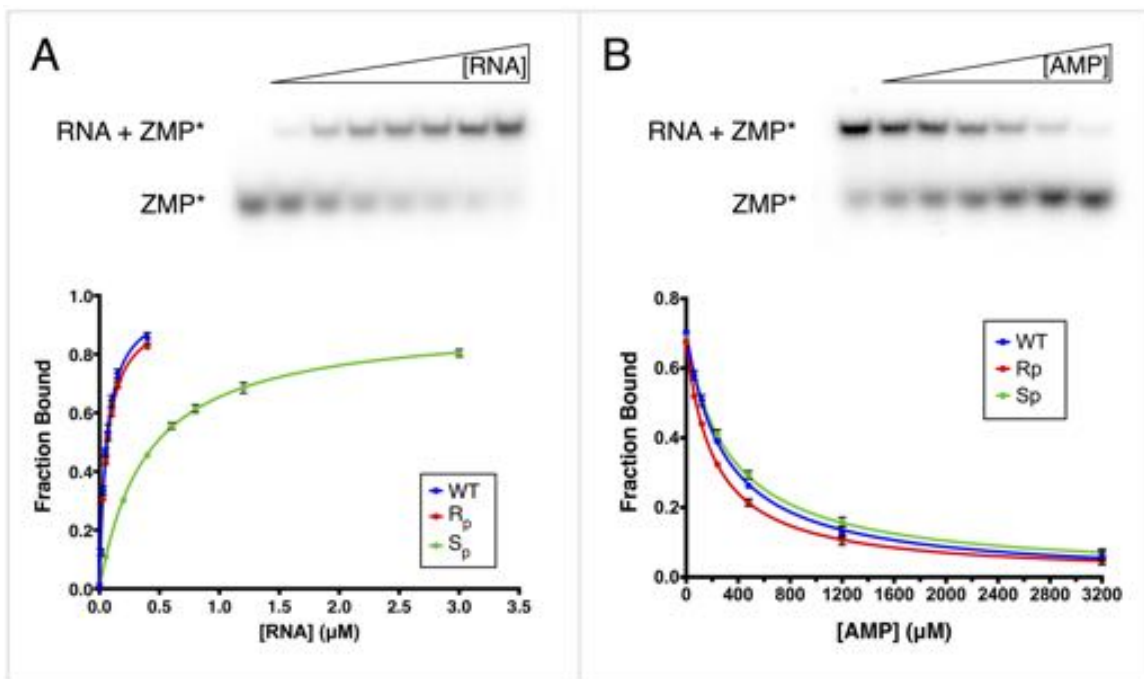 A
[RNA]
RNA + ZMP*
ZMP*
1.0
0.8
0.6
0.4
0.2
0.0
Fraction Bound
WT
Rp
Sp
0.0 0.5 1.0 1.5 2.0 2.5 3.0 3.5
[RNA] (μM)
B
[AMP]
RNA + ZMP*
ZMP*
0.8
0.6
0.4
0.2
0.0
Fraction Bound
WT
Rp
Sp
0 400 800 1200 1600 2000 2400 2800 3200
[AMP] (μM)